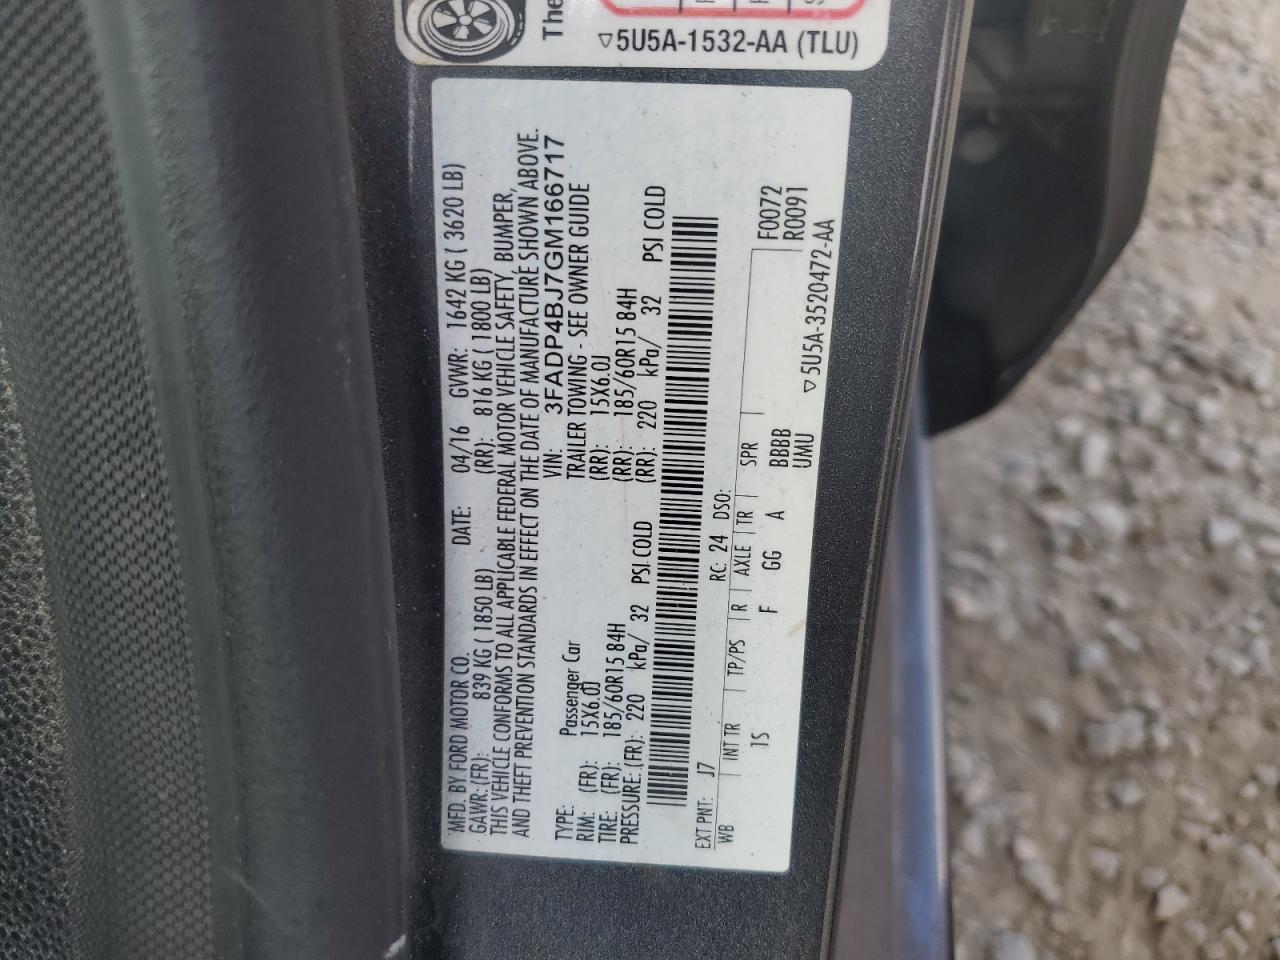 The
▽5U5A-1532-AA (TLU)
MFD. BY FORD MOTOR CO. DATE: 04/16 GVWR: 1642 KG ( 3620 LB)
GAWR: (FR): 839 KG ( 1850 LB) (RR): 816 KG ( 1800 LB)
THIS VEHICLE CONFORMS TO ALL APPLICABLE FEDERAL MOTOR VEHICLE SAFETY, BUMPER,
AND THEFT PREVENTION STANDARDS IN EFFECT ON THE DATE OF MANUFACTURE SHOWN ABOVE.
VIN: 3FADP4BJ7GM166717
TYPE: Passenger Car TRAILER TOWING - SEE OWNER GUIDE
RIM: (FR): 15X6.0J (RR): 15X6.0J
TIRE: (FR): 185/60R15 84H (RR): 185/60R15 84H
PRESSURE: (FR): 220 kPa/ 32 PSI COLD (RR): 220 kPa/ 32 PSI COLD
EXT PNT: J7 RC: 24 DSO: F0072
WB INT TR TP/PS R AXLE TR SPR R0091
1S F GG A BBBB
UMU
▽5U5A-3520472-AA